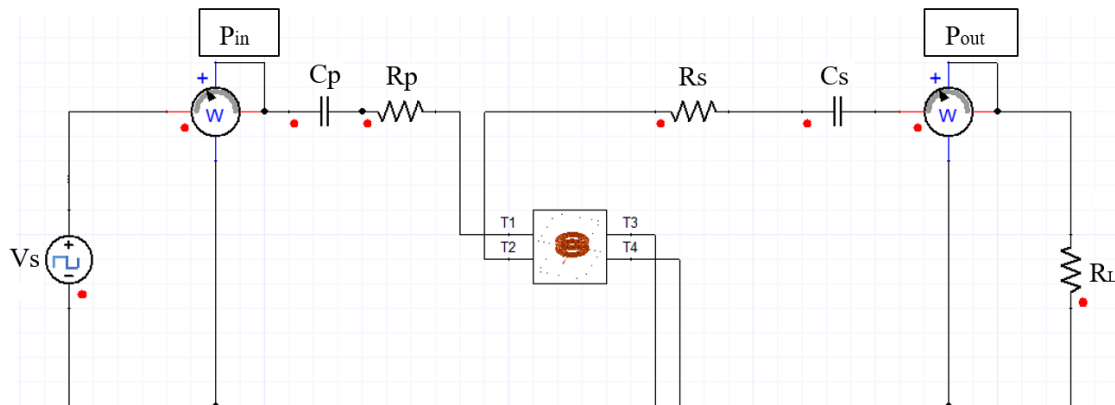 Pin
Pout
Cp
Rp
Rs
Cs
+
W
+
W
T1
T3
T2
T4
Vs
+
RL